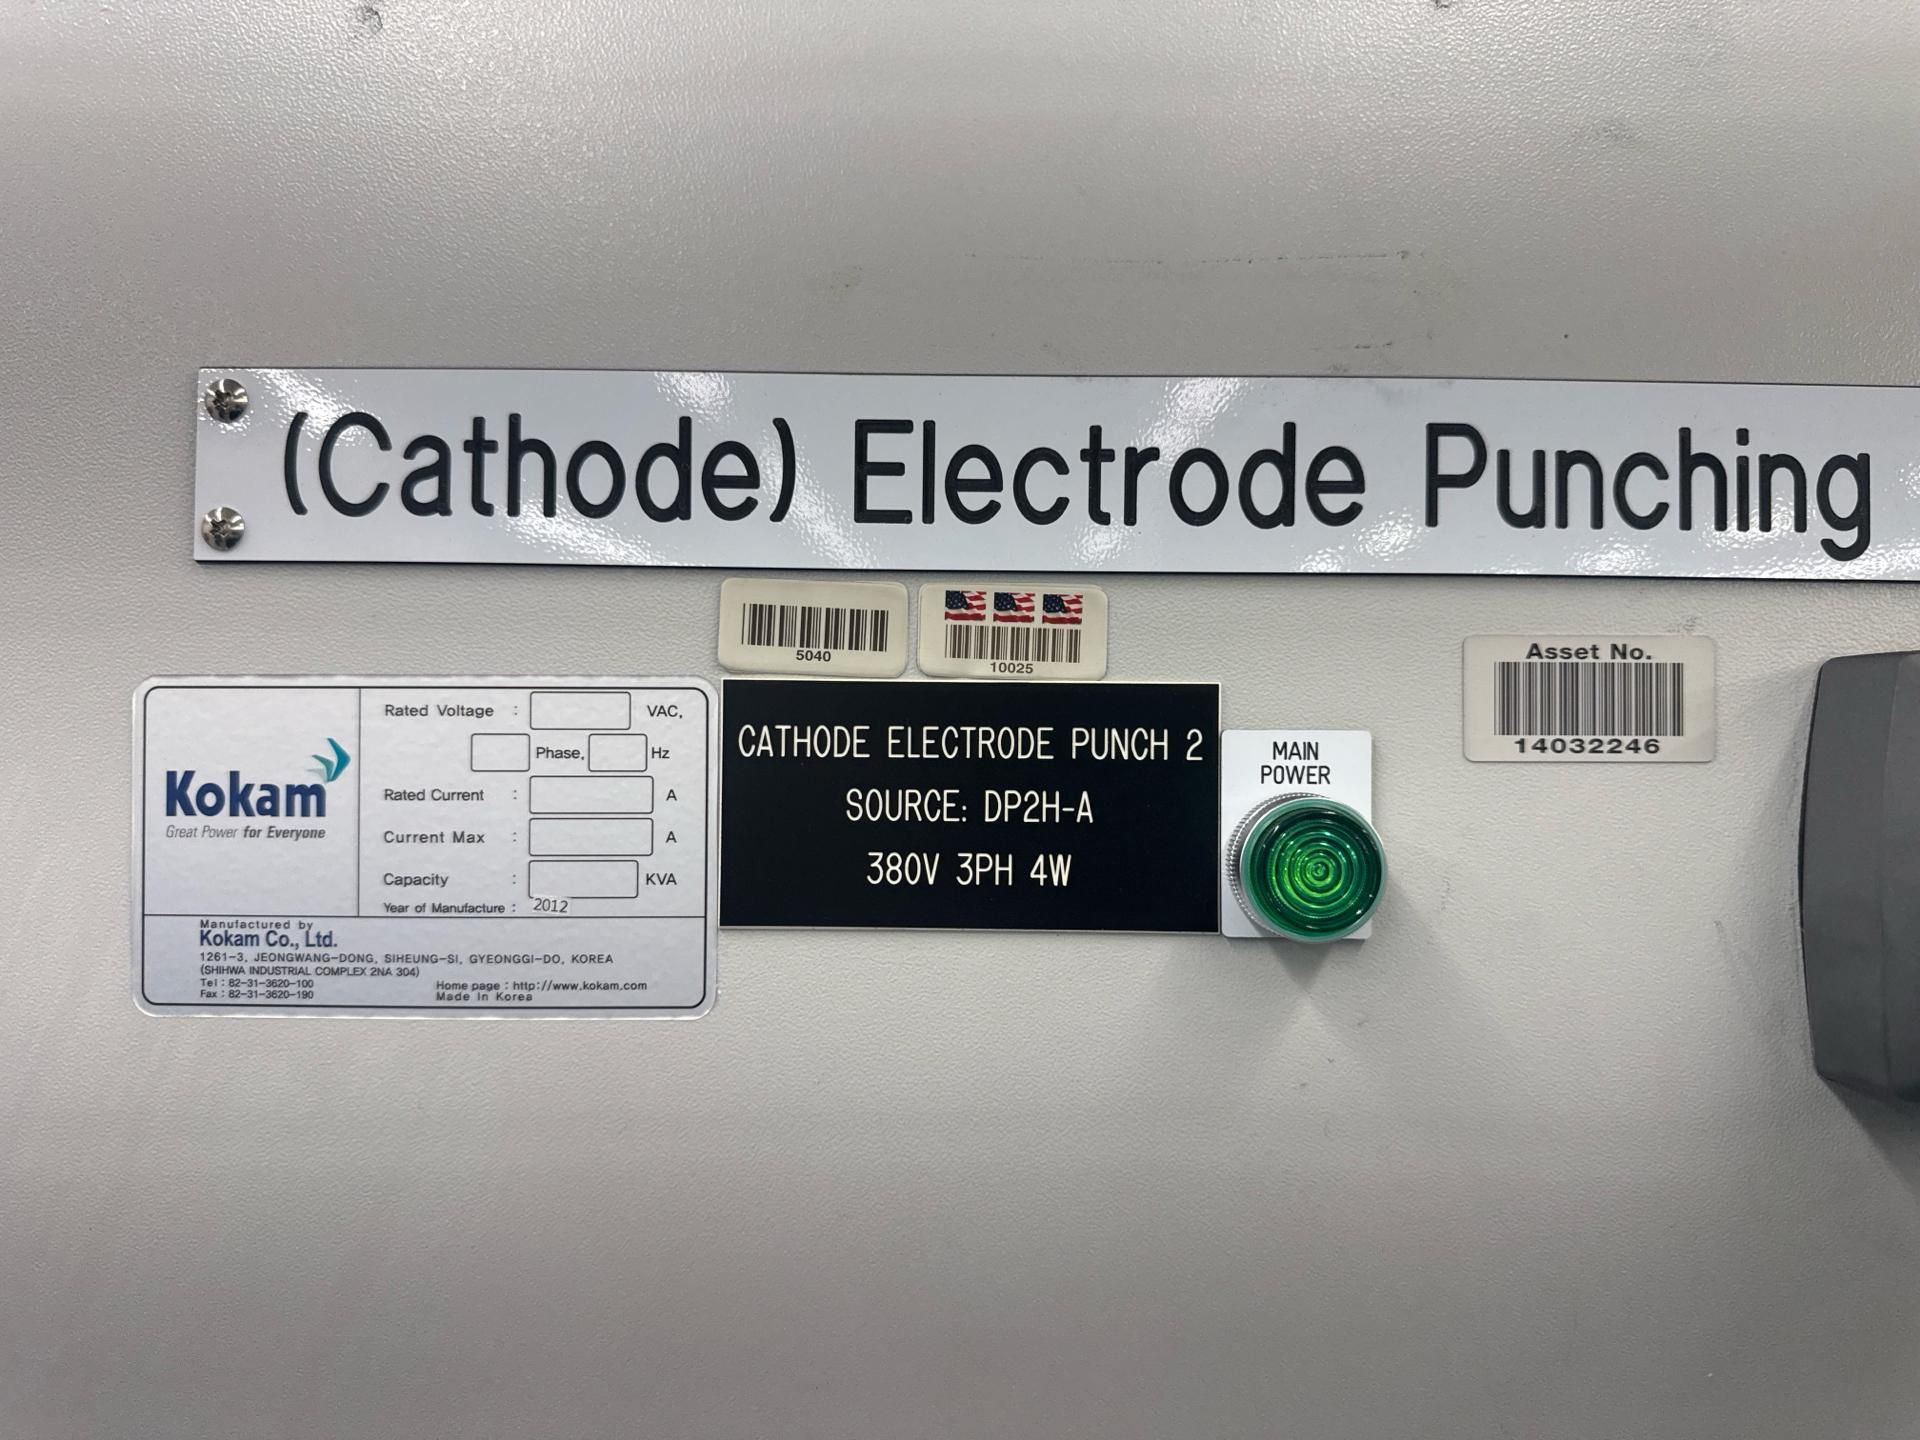 (Cathode) Electrode Punching
5040
10025
Asset No.
14032246
Kokam
Great Power for Everyone
Rated Voltage : VAC,
Phase, Hz
Rated Current : A
Current Max : A
Capacity : KVA
Year of Manufacture : 2012
Manufactured by
Kokam Co., Ltd.
1261-3, JEONGWANG-DONG, SIHEUNG-SI, GYEONGGI-DO, KOREA
(SHIHWA INDUSTRIAL COMPLEX 2NA 304)
Tel : 82-31-3620-100
Fax : 82-31-3620-190
Home page : http://www.kokam.com
Made In Korea
CATHODE ELECTRODE PUNCH 2
SOURCE: DP2H-A
380V 3PH 4W
MAIN
POWER